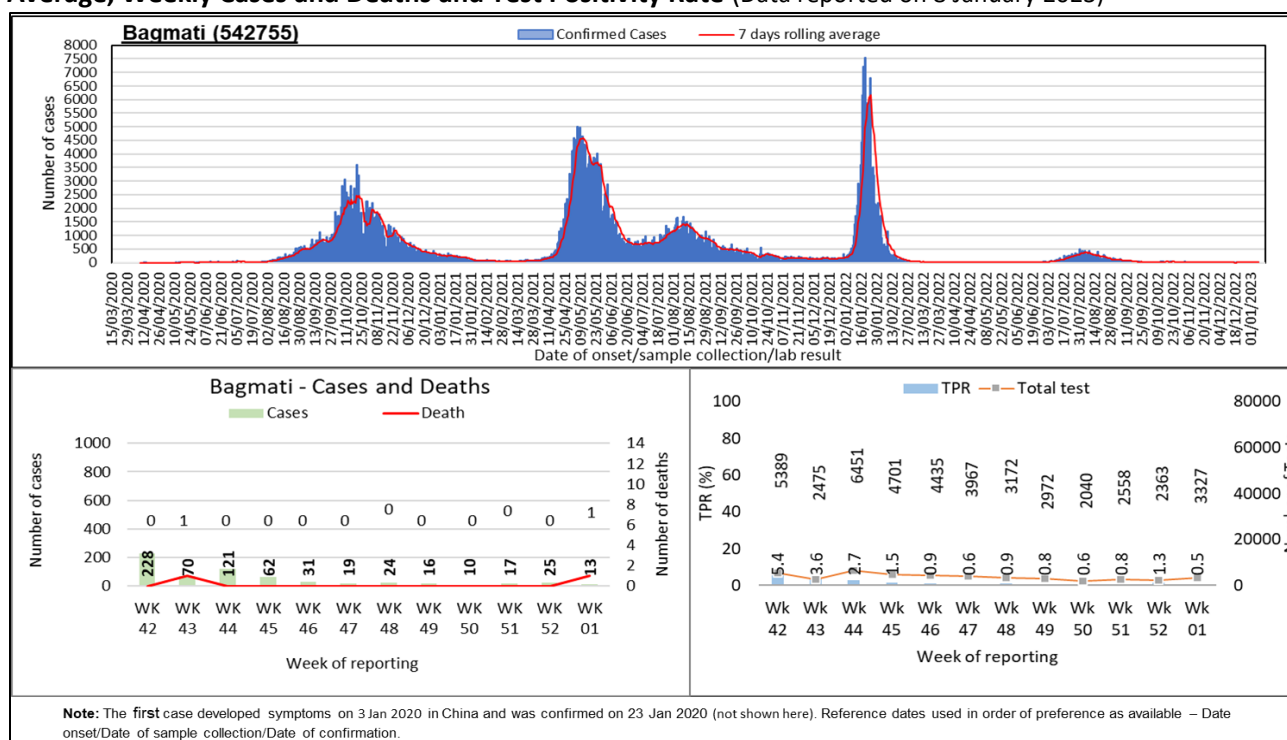 Average, Weekly Cases and Deaths and Test Positivity Rate (Data reported on 8 January 2023)
Bagmati (542755)
Confirmed Cases 7 days rolling average
Number of cases
8000
7500
7000
6500
6000
5500
5000
4500
4000
3500
3000
2500
2000
1500
1000
500
0
15/03/2020 29/03/2020 12/04/2020 26/04/2020 10/05/2020 24/05/2020 07/06/2020 21/06/2020 05/07/2020 19/07/2020 02/08/2020 16/08/2020 30/08/2020 13/09/2020 27/09/2020 11/10/2020 25/10/2020 08/11/2020 22/11/2020 06/12/2020 20/12/2020 03/01/2021 17/01/2021 31/01/2021 14/02/2021 28/02/2021 14/03/2021 28/03/2021 11/04/2021 25/04/2021 09/05/2021 23/05/2021 06/06/2021 20/06/2021 04/07/2021 18/07/2021 01/08/2021 15/08/2021 29/08/2021 12/09/2021 26/09/2021 10/10/2021 24/10/2021 07/11/2021 21/11/2021 05/12/2021 19/12/2021 02/01/2022 16/01/2022 30/01/2022 13/02/2022 27/02/2022 13/03/2022 27/03/2022 10/04/2022 24/04/2022 08/05/2022 22/05/2022 05/06/2022 19/06/2022 03/07/2022 17/07/2022 31/07/2022 14/08/2022 28/08/2022 11/09/2022 25/09/2022 09/10/2022 23/10/2022 06/11/2022 20/11/2022 04/12/2022 18/12/2022 01/01/2023
Date of onset/sample collection/lab result
Bagmati - Cases and Deaths
Cases Death
Number of cases
1000
800
600
400
200
0
14
12
10
8
6
4
2
0
Number of deaths
0 1 0 0 0 0 0 0 0 0 0 1
228 70 121 62 31 19 24 16 10 17 25 13
WK WK WK WK WK WK WK WK WK WK WK WK
42 43 44 45 46 47 48 49 50 51 52 01
Week of reporting
TPR Total test
TPR (%)
100
80
60
40
20
0
80000
60000
40000
20000
0
5389 2475 6451 4701 4435 3967 3172 2972 2040 2558 2363 3327
5.4 3.6 2.7 1.5 0.9 0.6 0.9 0.8 0.6 0.8 1.3 0.5
Wk Wk Wk Wk Wk Wk Wk Wk Wk Wk Wk Wk
42 43 44 45 46 47 48 49 50 51 52 01
Week of reporting
Note: The first case developed symptoms on 3 Jan 2020 in China and was confirmed on 23 Jan 2020 (not shown here). Reference dates used in order of preference as available – Date
onset/Date of sample collection/Date of confirmation.